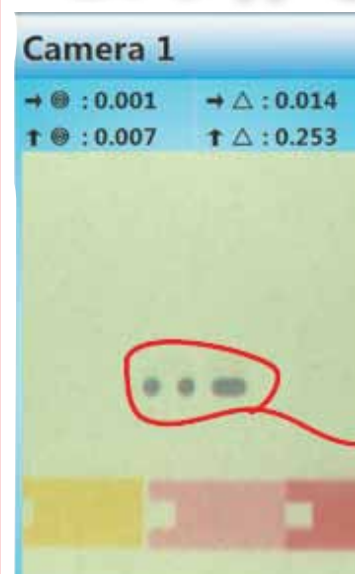 Camera 1
→ ◎ : 0.001 → △ : 0.014
↑ ◎ : 0.007 ↑ △ : 0.253